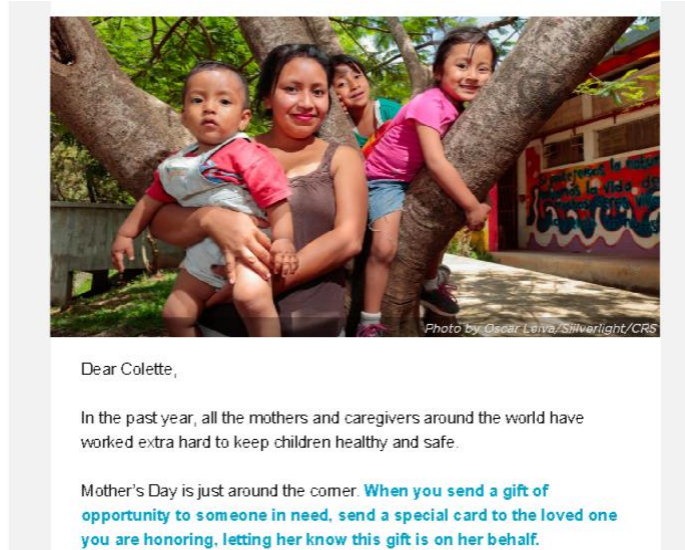 Photo by Oscar Leiva/Silverlight/CRS
Dear Colette,
In the past year, all the mothers and caregivers around the world have
worked extra hard to keep children healthy and safe.
Mother's Day is just around the corner. When you send a gift of
opportunity to someone in need, send a special card to the loved one
you are honoring, letting her know this gift is on her behalf.